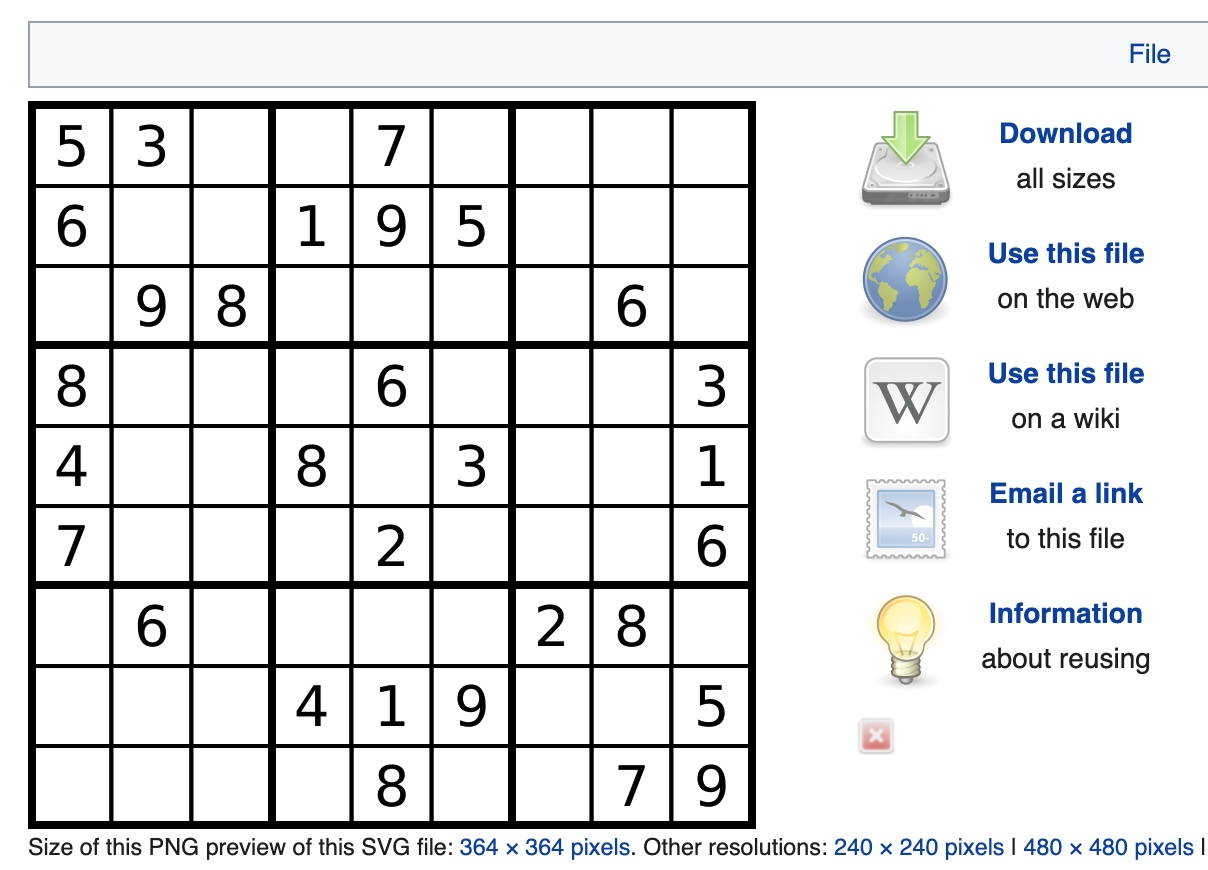 File
5 3 7
6 1 9 5
9 8 6
8 6 3
4 8 3 1
7 2 6
6 2 8
4 1 9 5
8 7 9
Download
all sizes
Use this file
on the web
W
Use this file
on a wiki
50-
Email a link
to this file
Information
about reusing
Size of this PNG preview of this SVG file: 364 × 364 pixels. Other resolutions: 240 × 240 pixels | 480 × 480 pixels |